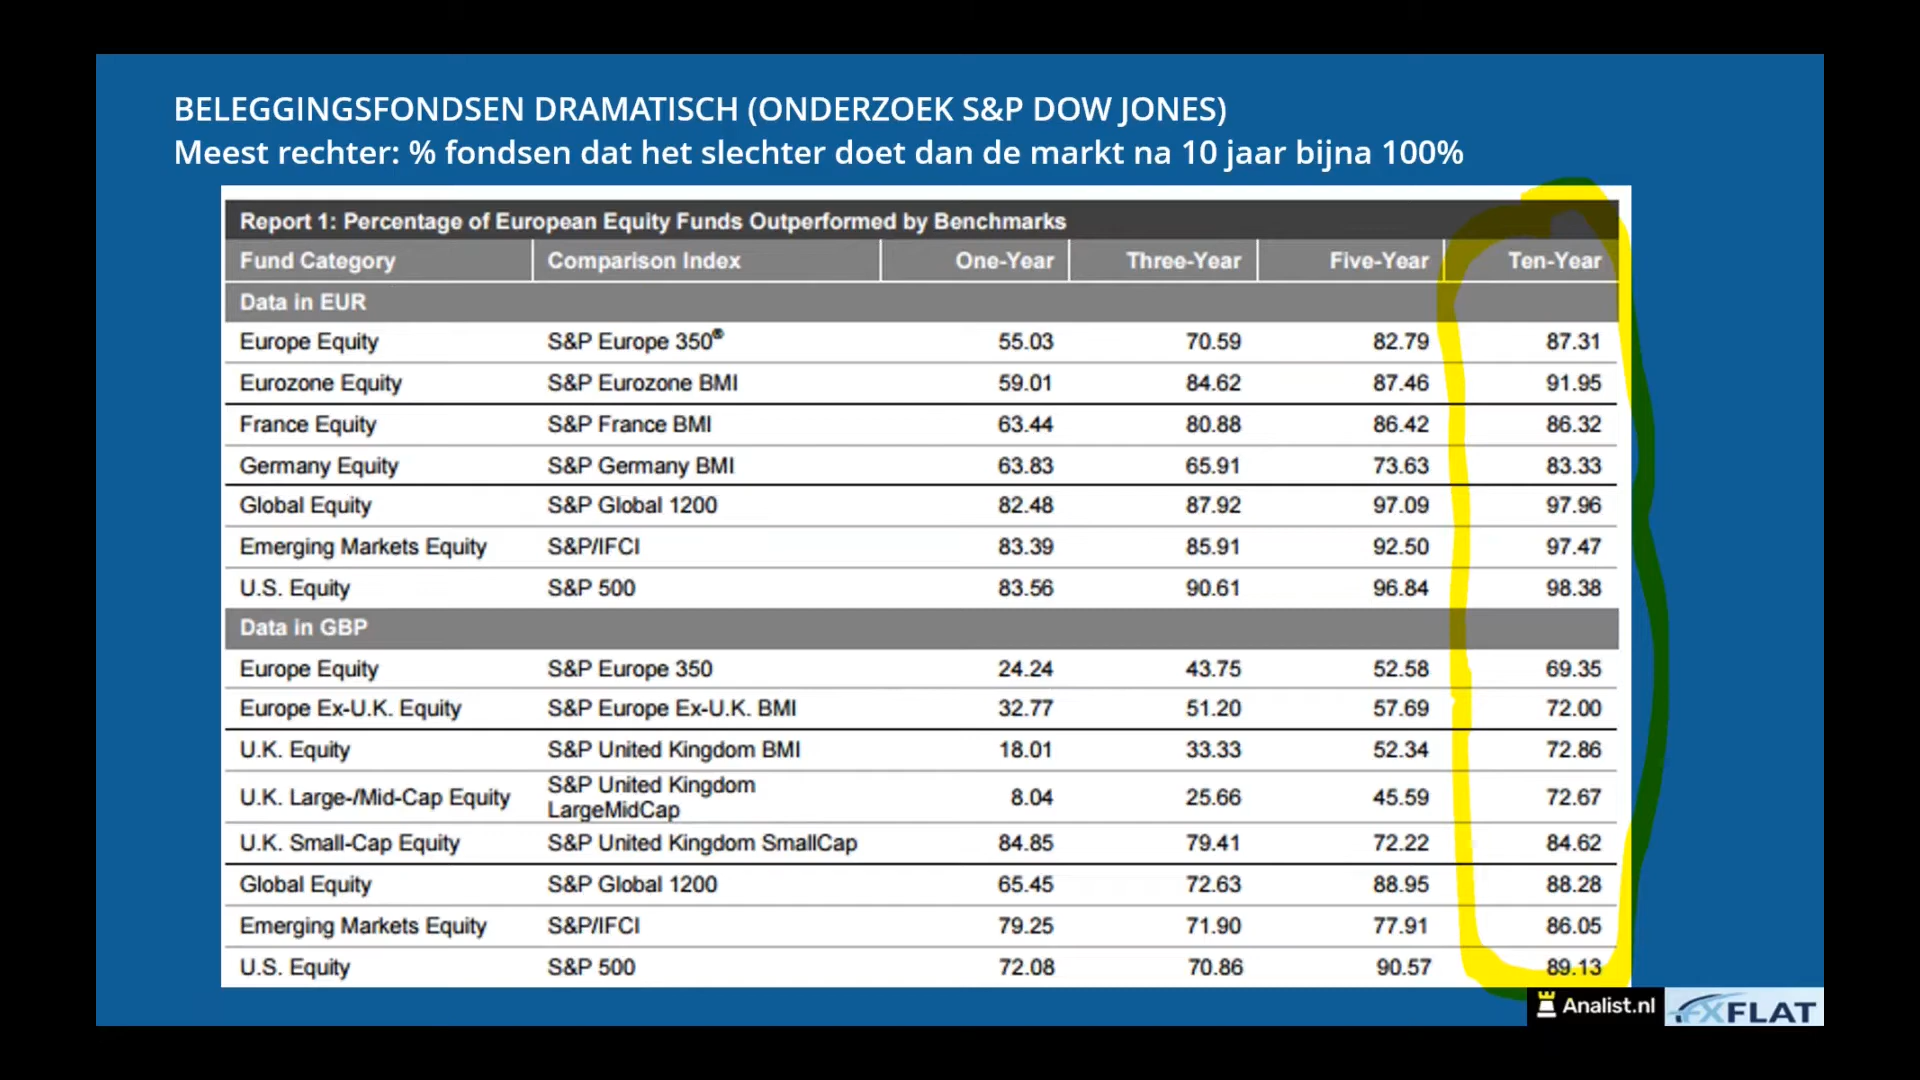 BELEGGINGSFONDSEN DRAMATISCH (ONDERZOEK S&P DOW JONES)
Meest rechter: % fondsen dat het slechter doet dan de markt na 10 jaar bijna 100%
Report 1: Percentage of European Equity Funds Outperformed by Benchmarks
Fund Category Comparison Index One-Year Three-Year Five-Year Ten-Year
Data in EUR
Europe Equity S&P Europe 350® 55.03 70.59 82.79 87.31
Eurozone Equity S&P Eurozone BMI 59.01 84.62 87.46 91.95
France Equity S&P France BMI 63.44 80.88 86.42 86.32
Germany Equity S&P Germany BMI 63.83 65.91 73.63 83.33
Global Equity S&P Global 1200 82.48 87.92 97.09 97.96
Emerging Markets Equity S&P/IFCI 83.39 85.91 92.50 97.47
U.S. Equity S&P 500 83.56 90.61 96.84 98.38
Data in GBP
Europe Equity S&P Europe 350 24.24 43.75 52.58 69.35
Europe Ex-U.K. Equity S&P Europe Ex-U.K. BMI 32.77 51.20 57.69 72.00
U.K. Equity S&P United Kingdom BMI 18.01 33.33 52.34 72.86
U.K. Large-/Mid-Cap Equity S&P United Kingdom
LargeMidCap 8.04 25.66 45.59 72.67
U.K. Small-Cap Equity S&P United Kingdom SmallCap 84.85 79.41 72.22 84.62
Global Equity S&P Global 1200 65.45 72.63 88.95 88.28
Emerging Markets Equity S&P/IFCI 79.25 71.90 77.91 86.05
U.S. Equity S&P 500 72.08 70.86 90.57 89.13
Analist.nl FXFLAT